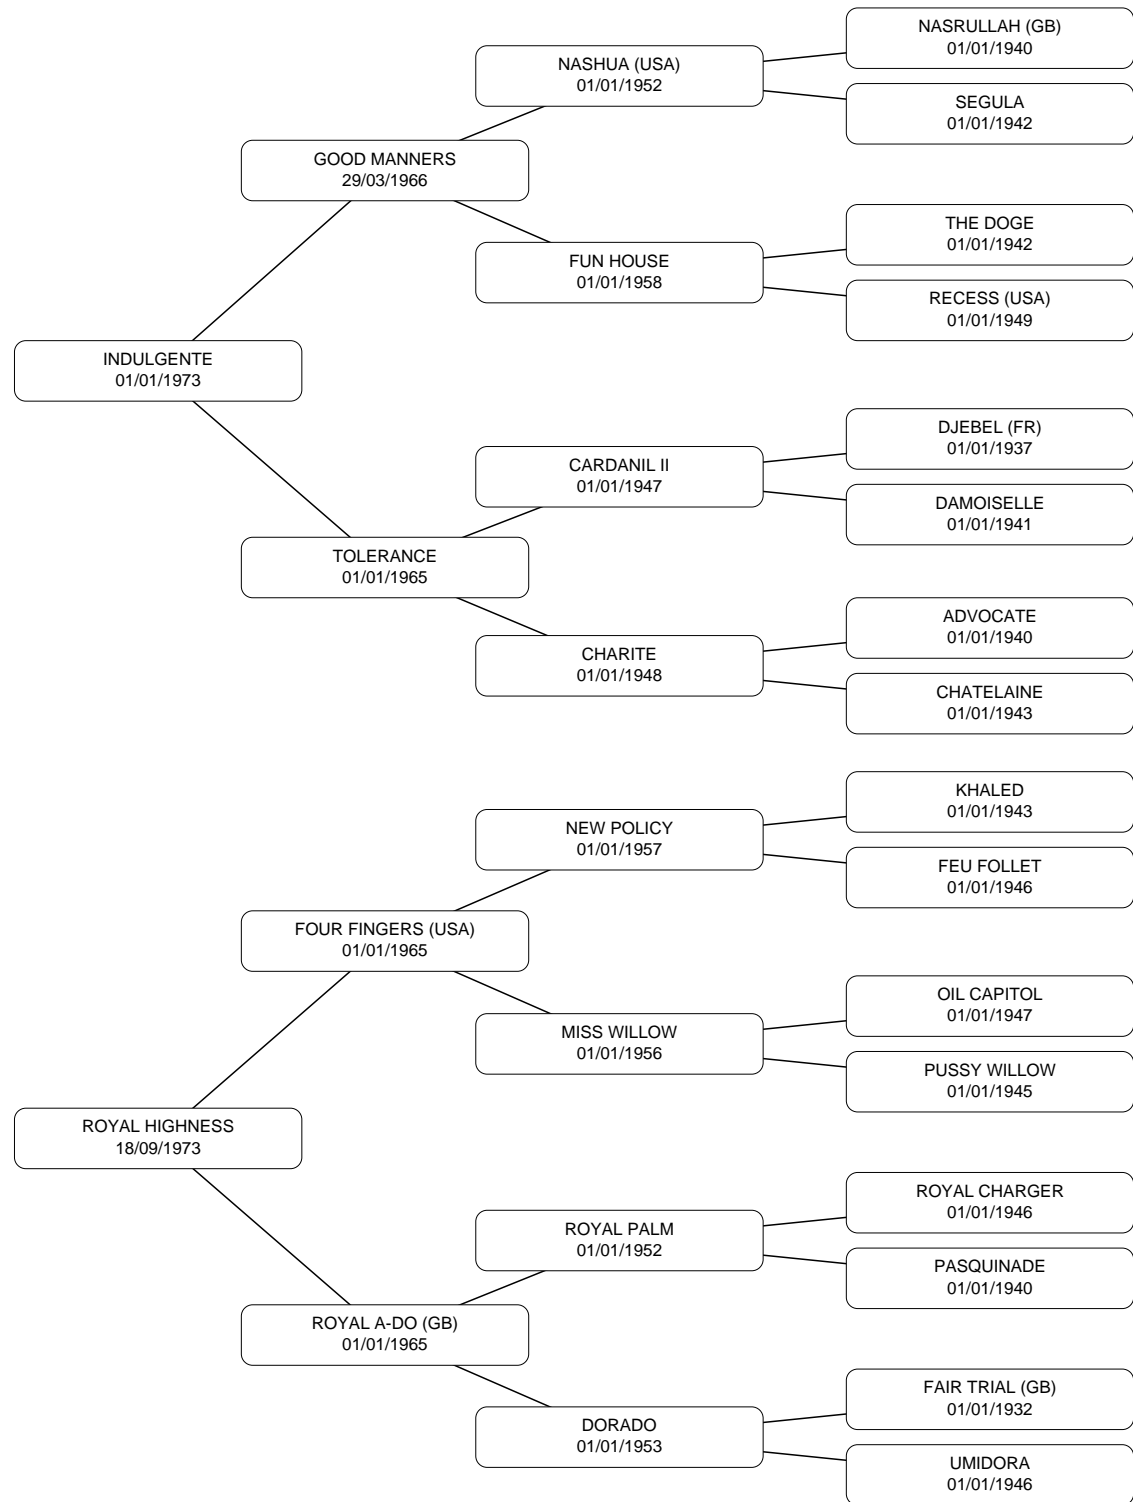 NASRULLAH (GB)
01/01/1940
NASHUA (USA)
01/01/1952
SEGULA
01/01/1942
GOOD MANNERS
29/03/1966
THE DOGE
01/01/1942
FUN HOUSE
01/01/1958
RECESS (USA)
01/01/1949
INDULGENTE
01/01/1973
DJEBEL (FR)
01/01/1937
CARDANIL II
01/01/1947
DAMOISELLE
01/01/1941
TOLERANCE
01/01/1965
ADVOCATE
01/01/1940
CHARITE
01/01/1948
CHATELAINE
01/01/1943
KHALED
01/01/1943
NEW POLICY
01/01/1957
FEU FOLLET
01/01/1946
FOUR FINGERS (USA)
01/01/1965
OIL CAPITOL
01/01/1947
MISS WILLOW
01/01/1956
PUSSY WILLOW
01/01/1945
ROYAL HIGHNESS
18/09/1973
ROYAL CHARGER
01/01/1946
ROYAL PALM
01/01/1952
PASQUINADE
01/01/1940
ROYAL A-DO (GB)
01/01/1965
FAIR TRIAL (GB)
01/01/1932
DORADO
01/01/1953
UMIDORA
01/01/1946